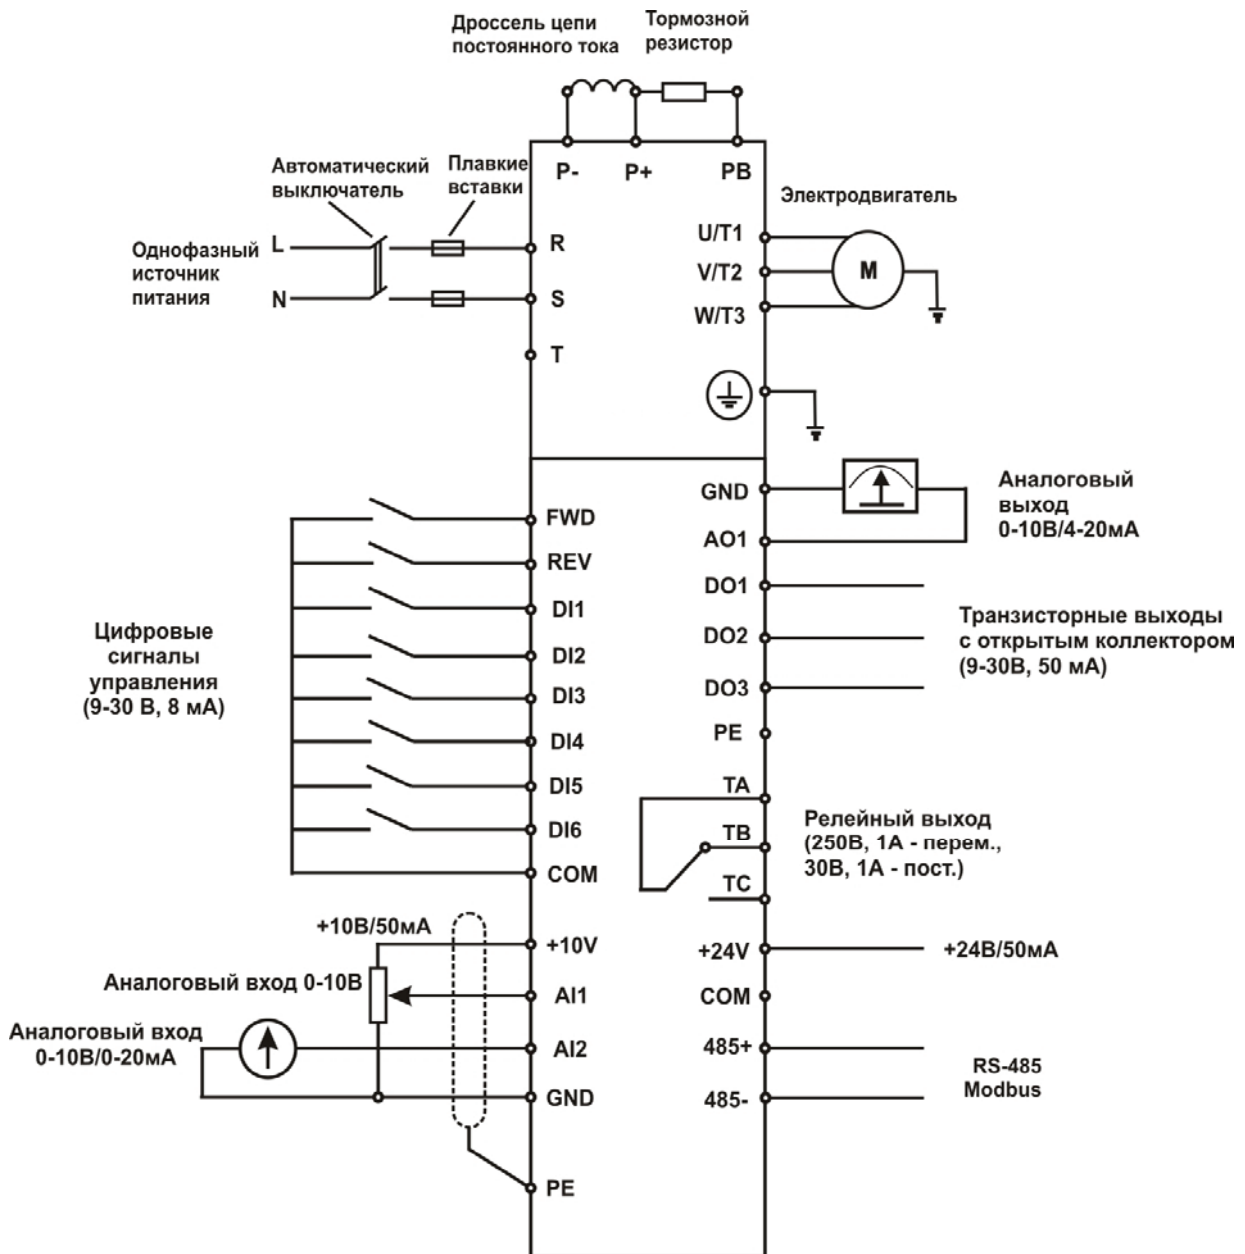 Дроссель цепи
постоянного тока
Тормозной
резистор
P-
P+
PB
Автоматический
выключатель
Плавкие
вставки
Однофазный
источник
питания
L
N
R
S
T
Электродвигатель
U/T1
V/T2
W/T3
M
Цифровые
сигналы
управления
(9-30 В, 8 мА)
FWD
REV
DI1
DI2
DI3
DI4
DI5
DI6
COM
GND
AO1
Аналоговый
выход
0-10В/4-20мА
DO1
DO2
DO3
Транзисторные выходы
с открытым коллектором
(9-30В, 50 мА)
PE
TA
TB
TC
Релейный выход
(250В, 1А - перем.,
30В, 1А - пост.)
+10В/50мА
+10V
Аналоговый вход 0-10В
AI1
Аналоговый вход
0-10В/0-20мА
AI2
GND
PE
+24V
+24В/50мА
COM
485+
485-
RS-485
Modbus